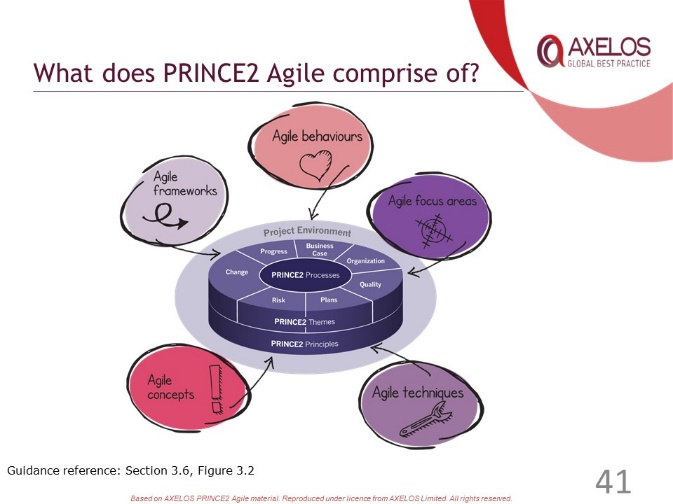 AXELOS
GLOBAL BEST PRACTICE
What does PRINCE2 Agile comprise of?
Agile behaviours
Agile
frameworks
Agile focus areas
Project Environment
Progress
Business
Case
Organization
Change
PRINCE2 Processes
Quality
Risk
Plans
PRINCE2 Themes
PRINCE2 Principles
Agile
concepts
Agile techniques
Guidance reference: Section 3.6, Figure 3.2
41
Based on AXELOS PRINCE2 Agile material. Reproduced under licence from AXELOS Limited. All rights reserved.